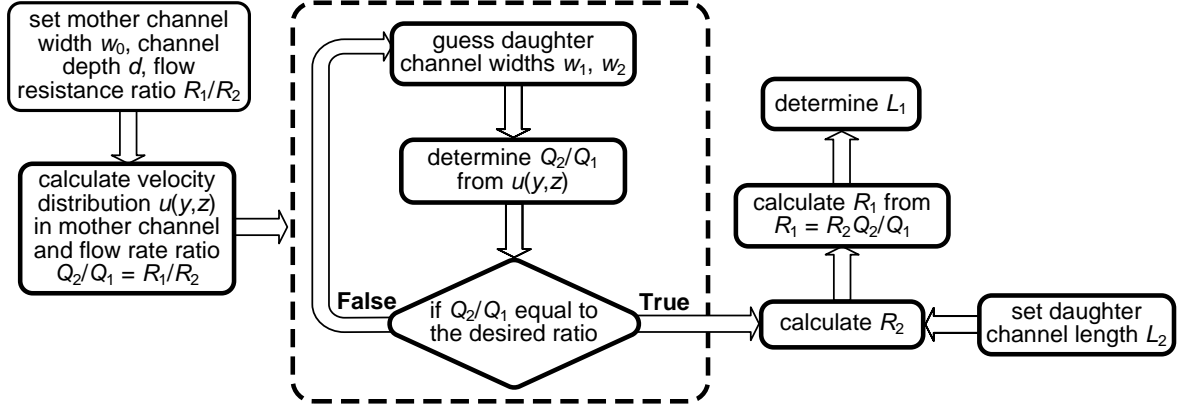 set mother channel
width w₀, channel
depth d, flow
resistance ratio R₁/R₂
calculate velocity
distribution u(y,z)
in mother channel
and flow rate ratio
Q₂/Q₁ = R₁/R₂
guess daughter
channel widths w₁, w₂
determine Q₂/Q₁
from u(y,z)
False
if Q₂/Q₁ equal to
the desired ratio
True
calculate R₂
set daughter
channel length L₂
calculate R₁ from
R₁ = R₂Q₂/Q₁
determine L₁